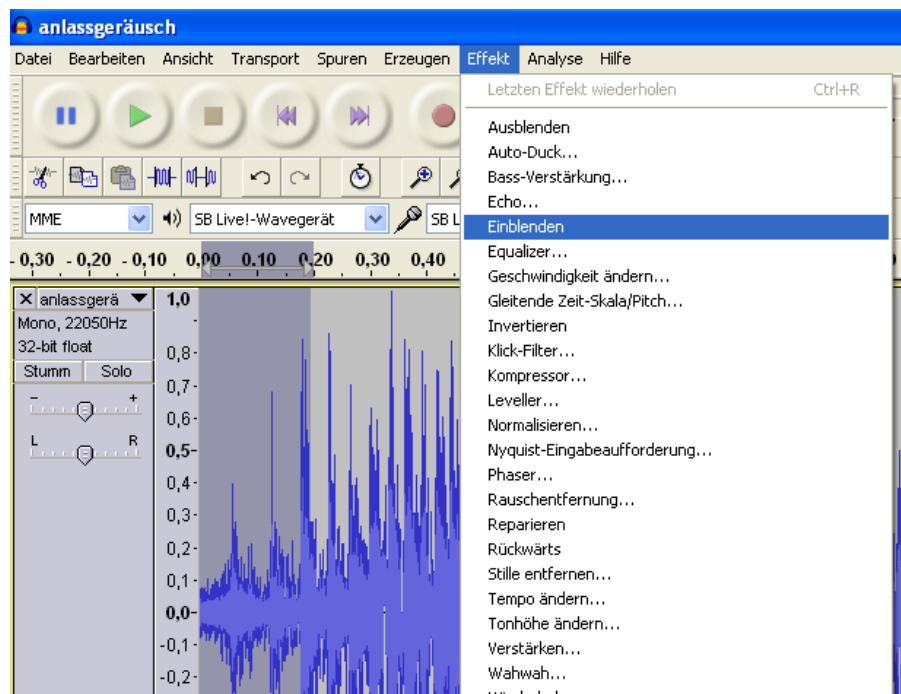 anlassgeräusch
Datei Bearbeiten Ansicht Transport Spuren Erzeugen Effekt Analyse Hilfe
Letzten Effekt wiederholen Ctrl+R
Ausblenden
Auto-Duck...
Bass-Verstärkung...
Echo...
Einblenden
Equalizer...
Geschwindigkeit ändern...
Gleitende Zeit-Skala/Pitch...
Invertieren
Klick-Filter...
Kompressor...
Leveller...
Normalisieren...
Nyquist-Eingabeaufforderung...
Phaser...
Rauschentfernung...
Reparieren
Rückwärts
Stille entfernen...
Tempo ändern...
Tonhöhe ändern...
Verstärken...
Wahwah...
MME SB Live!-Wavegerät SB L
- 0,30 - 0,20 - 0,10 0,00 0,10 0,20 0,30 0,40
X anlassgerä
Mono, 22050Hz
32-bit float
Stumm Solo
- +
L R
1,0
0,8
0,7
0,6
0,5
0,4
0,3
0,2
0,1
0,0
-0,1
-0,2